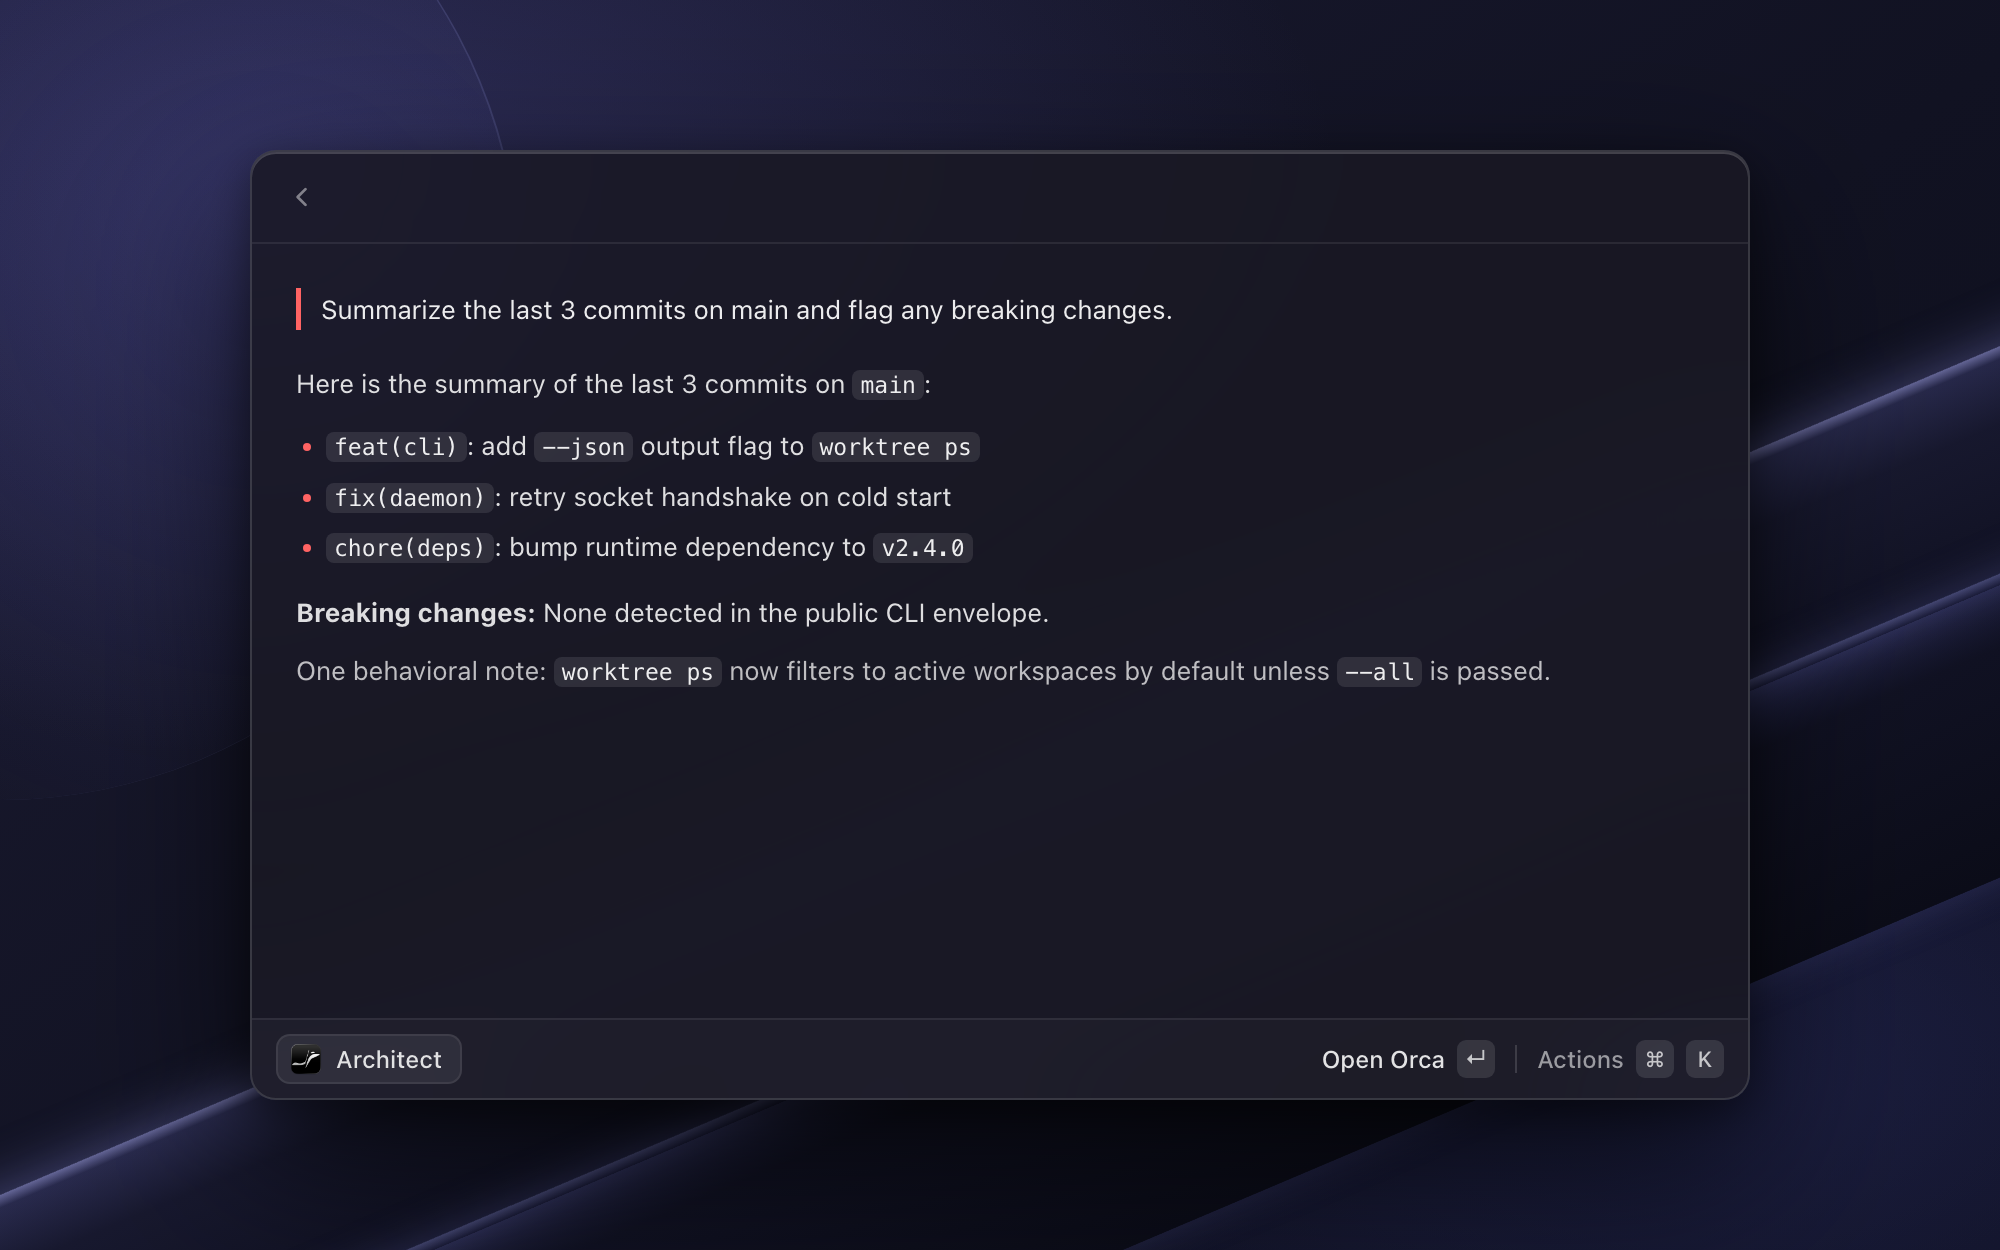 Summarize the last 3 commits on main and flag any breaking changes.
Here is the summary of the last 3 commits on main:
• feat(cli): add --json output flag to worktree ps
• fix(daemon): retry socket handshake on cold start
• chore(deps): bump runtime dependency to v2.4.0
Breaking changes: None detected in the public CLI envelope.
One behavioral note: worktree ps now filters to active workspaces by default unless --all is passed.
Architect
Open Orca ↵ Actions ⌘ K